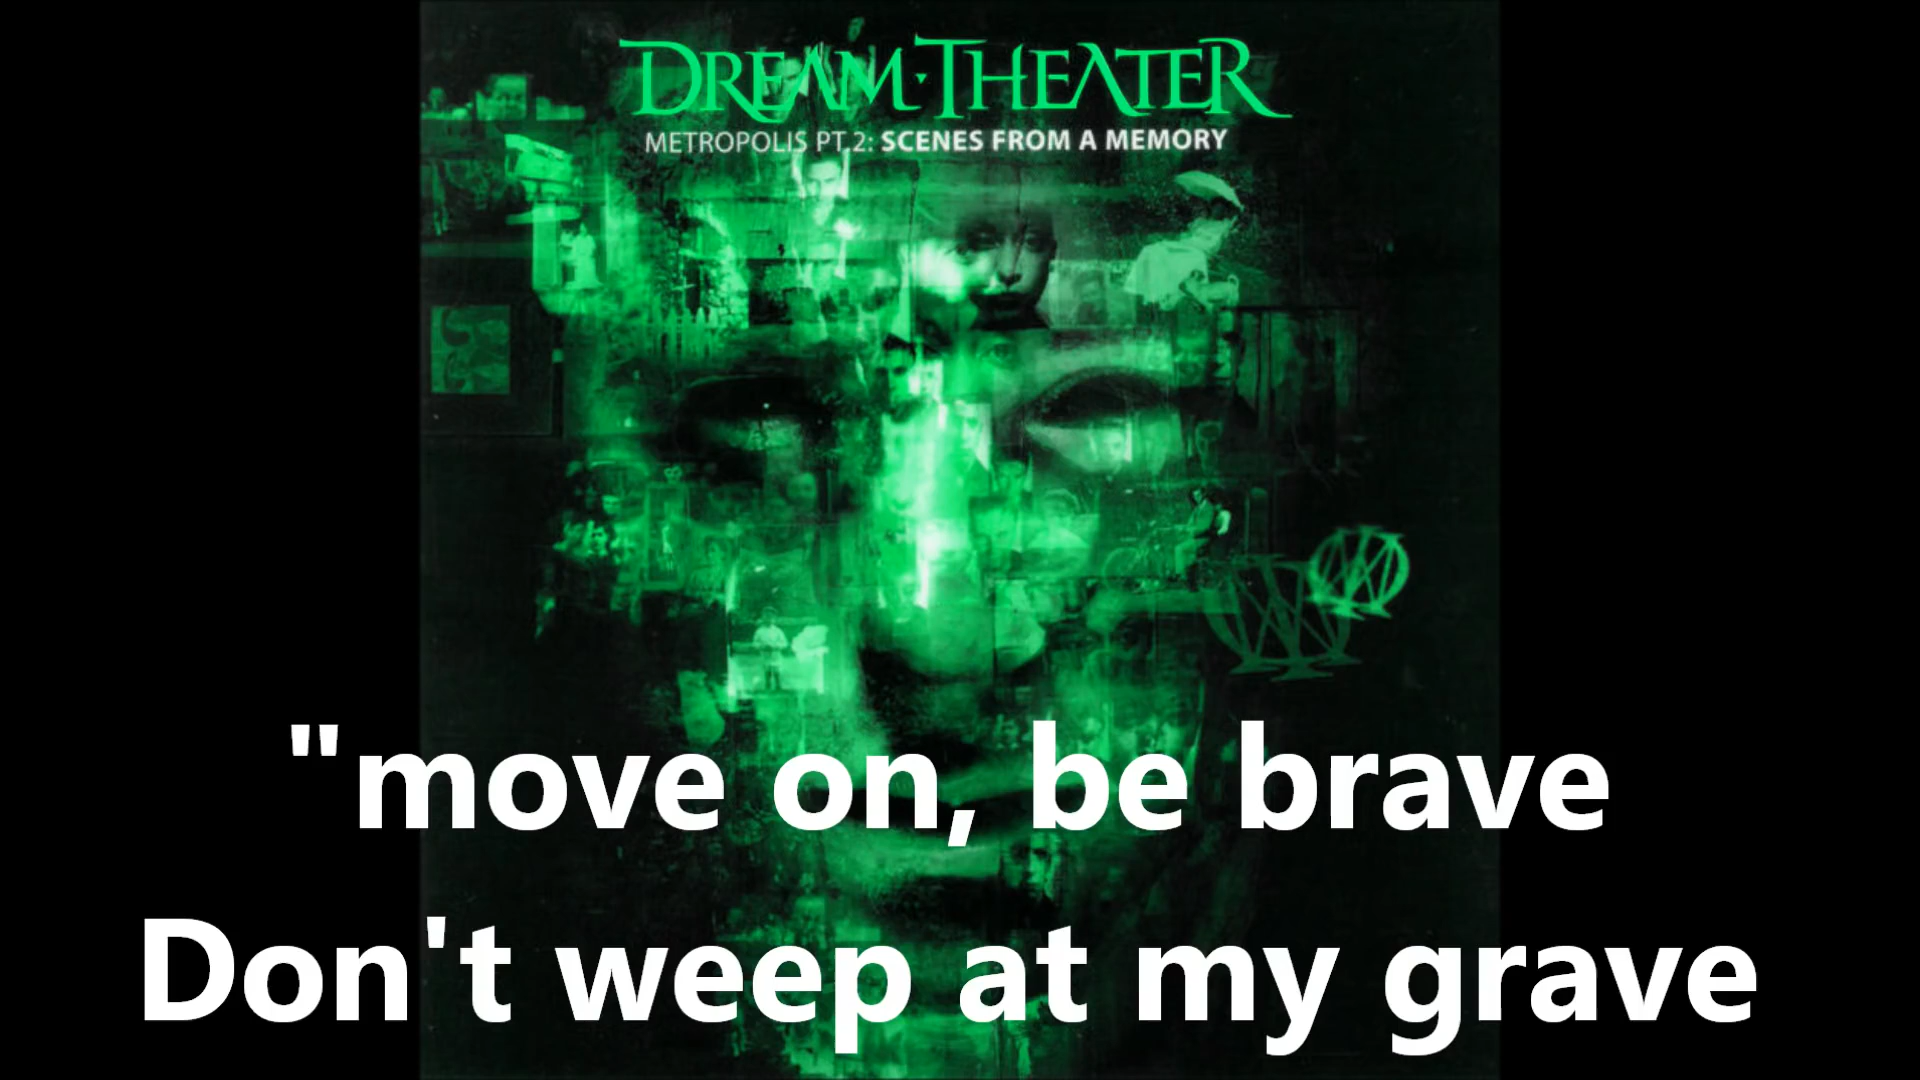 DREAM THEATER
METROPOLIS PT.2: SCENES FROM A MEMORY
"move on, be brave
Don't weep at my grave